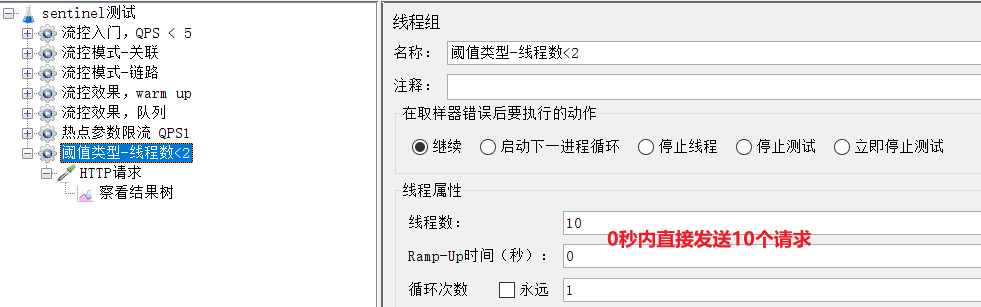 sentinel测试
流控入门，QPS < 5
流控模式-关联
流控模式-链路
流控效果，warm up
流控效果，队列
热点参数限流 QPS1
阈值类型-线程数<2
HTTP请求
察看结果树
线程组
名称： 阈值类型-线程数<2
注释：
在取样器错误后要执行的动作
继续 启动下一进程循环 停止线程 停止测试 立即停止测试
线程属性
线程数： 10
0秒内直接发送10个请求
Ramp-Up时间（秒）： 0
循环次数 永远 1